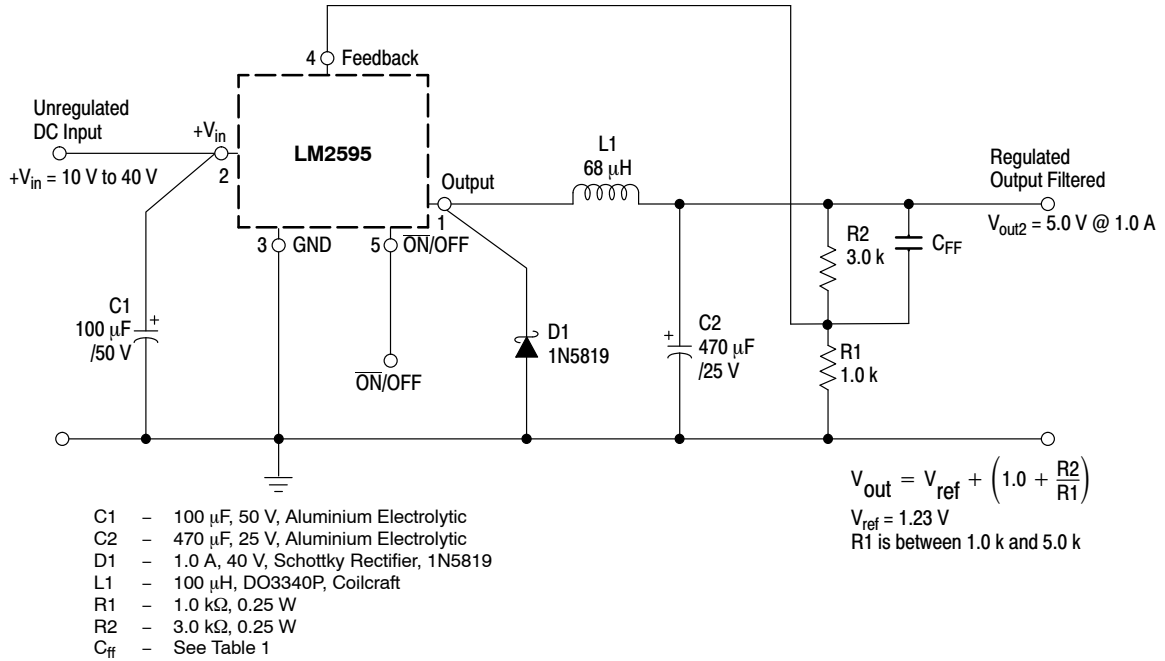 4 Feedback
Unregulated
DC Input
+Vin
+Vin = 10 V to 40 V
2
LM2595
Output
1
3 GND
5 ON/OFF
L1
68 μH
Regulated
Output Filtered
Vout2 = 5.0 V @ 1.0 A
R2
3.0 k
CFF
C1
100 μF
/50 V
+
ON/OFF
D1
1N5819
+
C2
470 μF
/25 V
R1
1.0 k
Vout = Vref + (1.0 + R2/R1)
Vref = 1.23 V
R1 is between 1.0 k and 5.0 k
C1 – 100 μF, 50 V, Aluminium Electrolytic
C2 – 470 μF, 25 V, Aluminium Electrolytic
D1 – 1.0 A, 40 V, Schottky Rectifier, 1N5819
L1 – 100 μH, DO3340P, Coilcraft
R1 – 1.0 kΩ, 0.25 W
R2 – 3.0 kΩ, 0.25 W
Cff – See Table 1